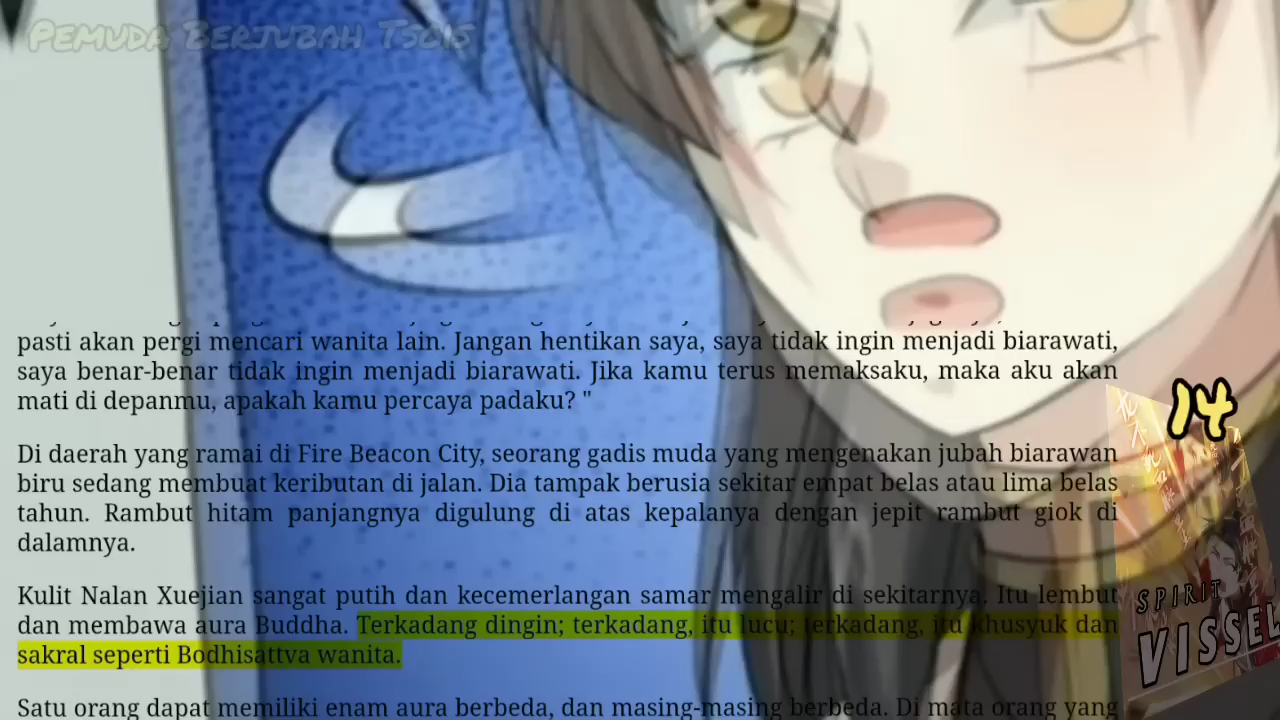 Pemuda Berjubah Tscis
pasti akan pergi mencari wanita lain. Jangan hentikan saya, saya tidak ingin menjadi biarawati,
saya benar-benar tidak ingin menjadi biarawati. Jika kamu terus memaksaku, maka aku akan
mati di depanmu, apakah kamu percaya padaku? "
Di daerah yang ramai di Fire Beacon City, seorang gadis muda yang mengenakan jubah biarawan
biru sedang membuat keributan di jalan. Dia tampak berusia sekitar empat belas atau lima belas
tahun. Rambut hitam panjangnya digulung di atas kepalanya dengan jepit rambut giok di
dalamnya.
Kulit Nalan Xuejian sangat putih dan kecemerlangan samar mengalir di sekitarnya. Itu lembut
dan membawa aura Buddha. Terkadang dingin; terkadang, itu lucu; terkadang, itu khusyuk dan
sakral seperti Bodhisattva wanita.
Satu orang dapat memiliki enam aura berbeda, dan masing-masing berbeda. Di mata orang yang
14
SPIRIT
VISSEL